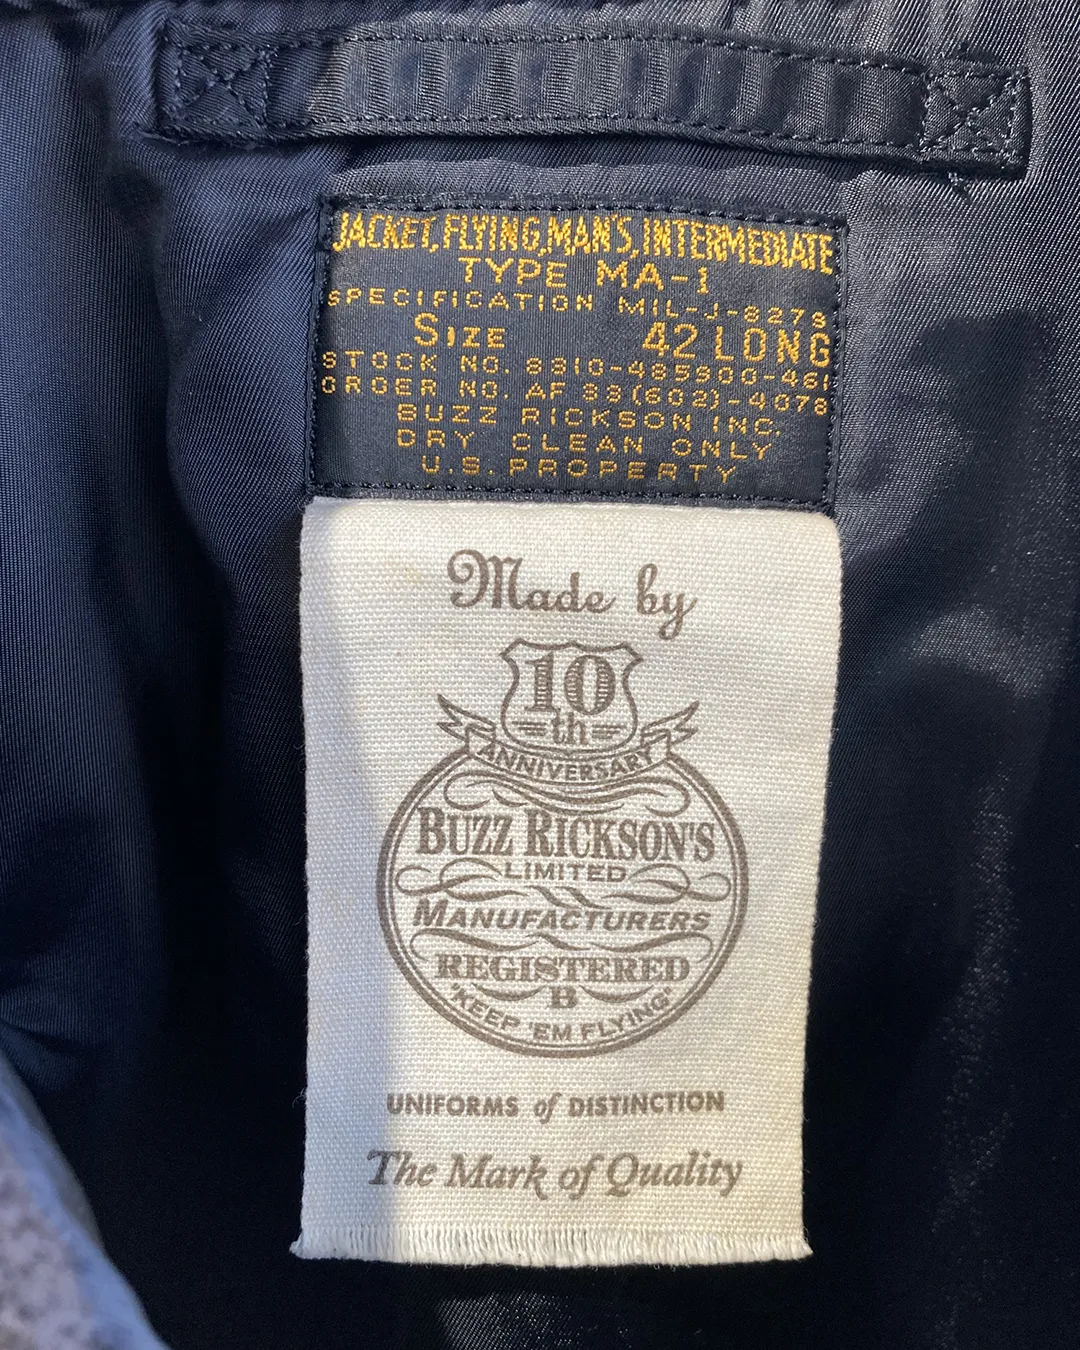 JACKET, FLYING, MAN'S, INTERMEDIATE
TYPE MA-1
SPECIFICATION MIL-J-8279
SIZE 42 LONG
STOCK NO. 8310-485900-461
ORDER NO. AF 33(602)-4078
BUZZ RICKSON INC.
DRY CLEAN ONLY
U.S. PROPERTY
Made by
10
th
ANNIVERSARY
BUZZ RICKSON'S
LIMITED
MANUFACTURERS
REGISTERED
B
"KEEP 'EM FLYING"
UNIFORMS of DISTINCTION
The Mark of Quality